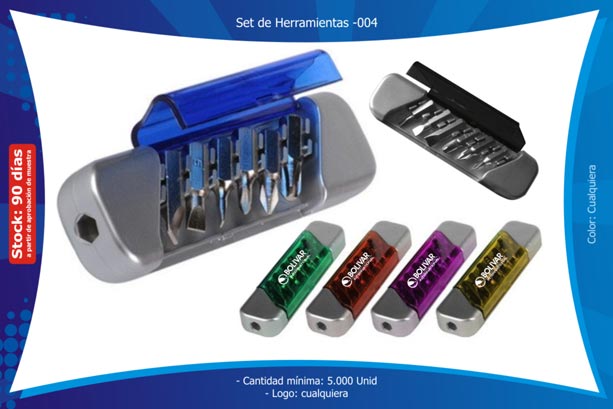 Set de Herramientas -004
Stock: 90 días
a partir de aprobación de muestra
Color: Cualquiera
BOLIVAR
BOLIVAR
BOLIVAR
BOLIVAR
- Cantidad mínima: 5.000 Unid
- Logo: cualquiera